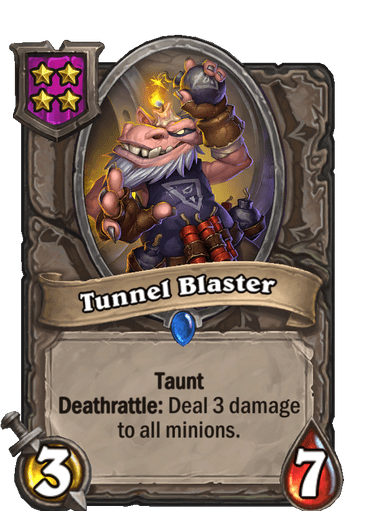 Tunnel Blaster
Taunt
Deathrattle: Deal 3 damage
to all minions.
3
7